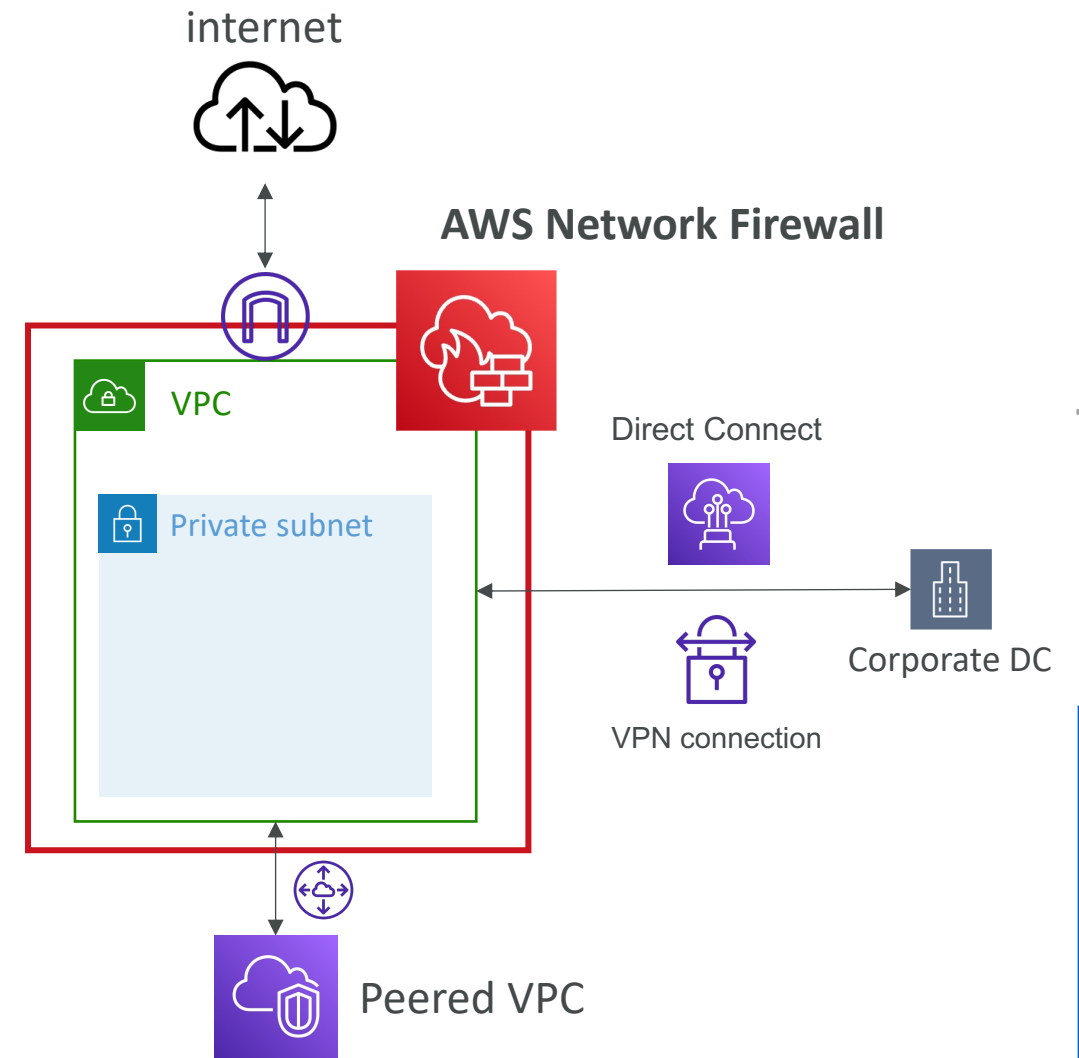 internet
AWS Network Firewall
VPC
Direct Connect
Private subnet
Corporate DC
VPN connection
Peered VPC